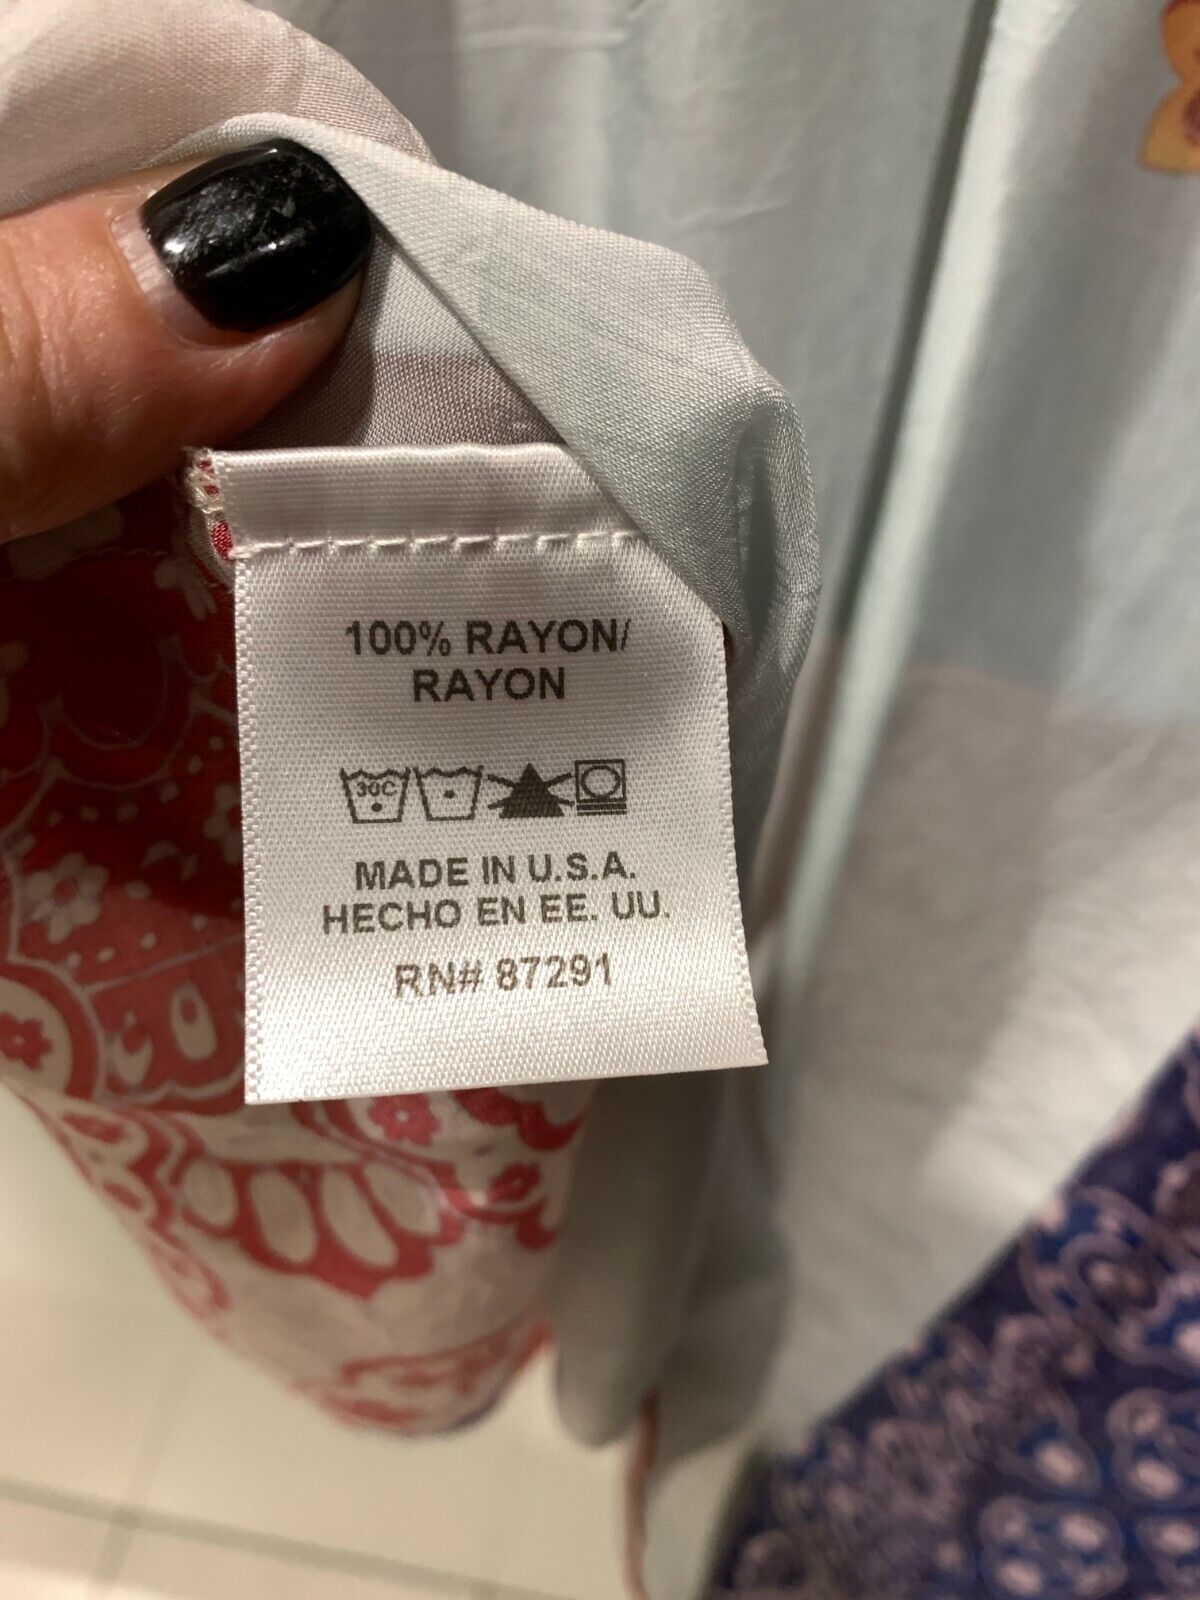 100% RAYON/
RAYON
30C
MADE IN U.S.A.
HECHO EN EE. UU.
RN# 87291